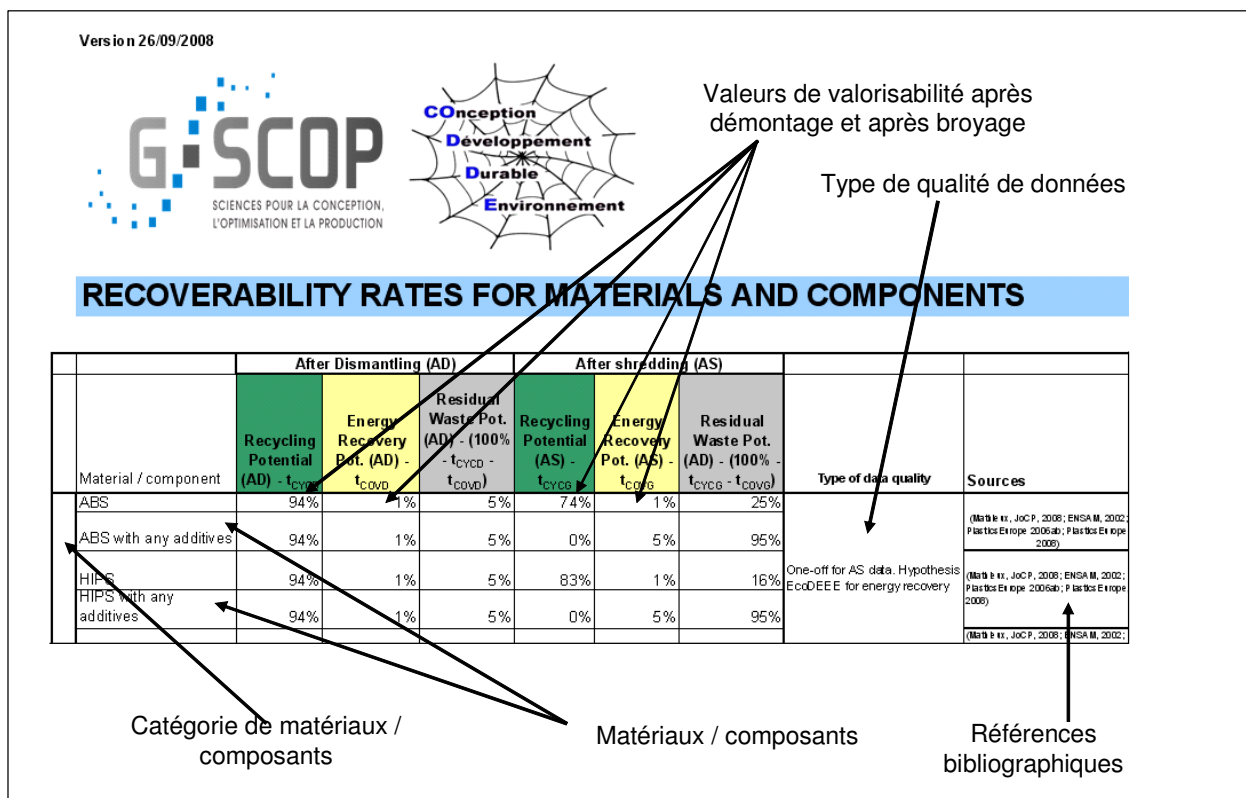 Version 26/09/2008
G SCOP
SCIENCES POUR LA CONCEPTION,
L'OPTIMISATION ET LA PRODUCTION
COnception
Développement
Durable
Environnement
Valeurs de valorisabilité après
démontage et après broyage
Type de qualité de données
RECOVERABILITY RATES FOR MATERIALS AND COMPONENTS
After Dismantling (AD) After shredding (AS)
Material / component
Recycling
Potential
(AD) - tCYCD
Energy
Recovery
Pot. (AD) -
tCOVD
Residual
Waste Pot.
(AD) - (100%
- tCYCD -
tCOVD)
Recycling
Potential
(AS) -
tCYCG
Energy
Recovery
Pot. (AS) -
tCOVG
Residual
Waste Pot.
(AD) - (100% -
tCYCG - tCOVG)
Type of data quality
Sources
ABS 94% 1% 5% 74% 1% 25%
ABS with any additives 94% 1% 5% 0% 5% 95%
HIPS 94% 1% 5% 83% 1% 16%
HIPS with any
additives 94% 1% 5% 0% 5% 95%
One-off for AS data. Hypothesis
EcoDEEE for energy recovery
(Mathieux, JoCP, 2008; ENSAM, 2002;
PlasticsEurope 2006ab; PlasticsEurope
2008)
(Mathieux, JoCP, 2008; ENSAM, 2002;
PlasticsEurope 2006ab; PlasticsEurope
2008)
(Mathieux, JoCP, 2008; ENSAM, 2002;
Catégorie de matériaux /
composants
Matériaux / composants
Références
bibliographiques